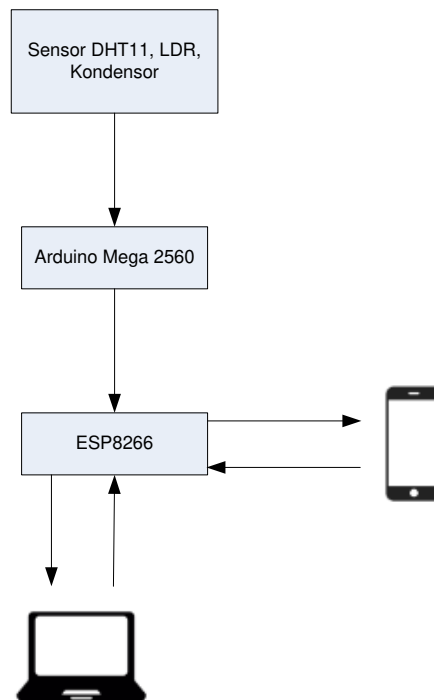 Sensor DHT11, LDR,
Kondensor
Arduino Mega 2560
ESP8266